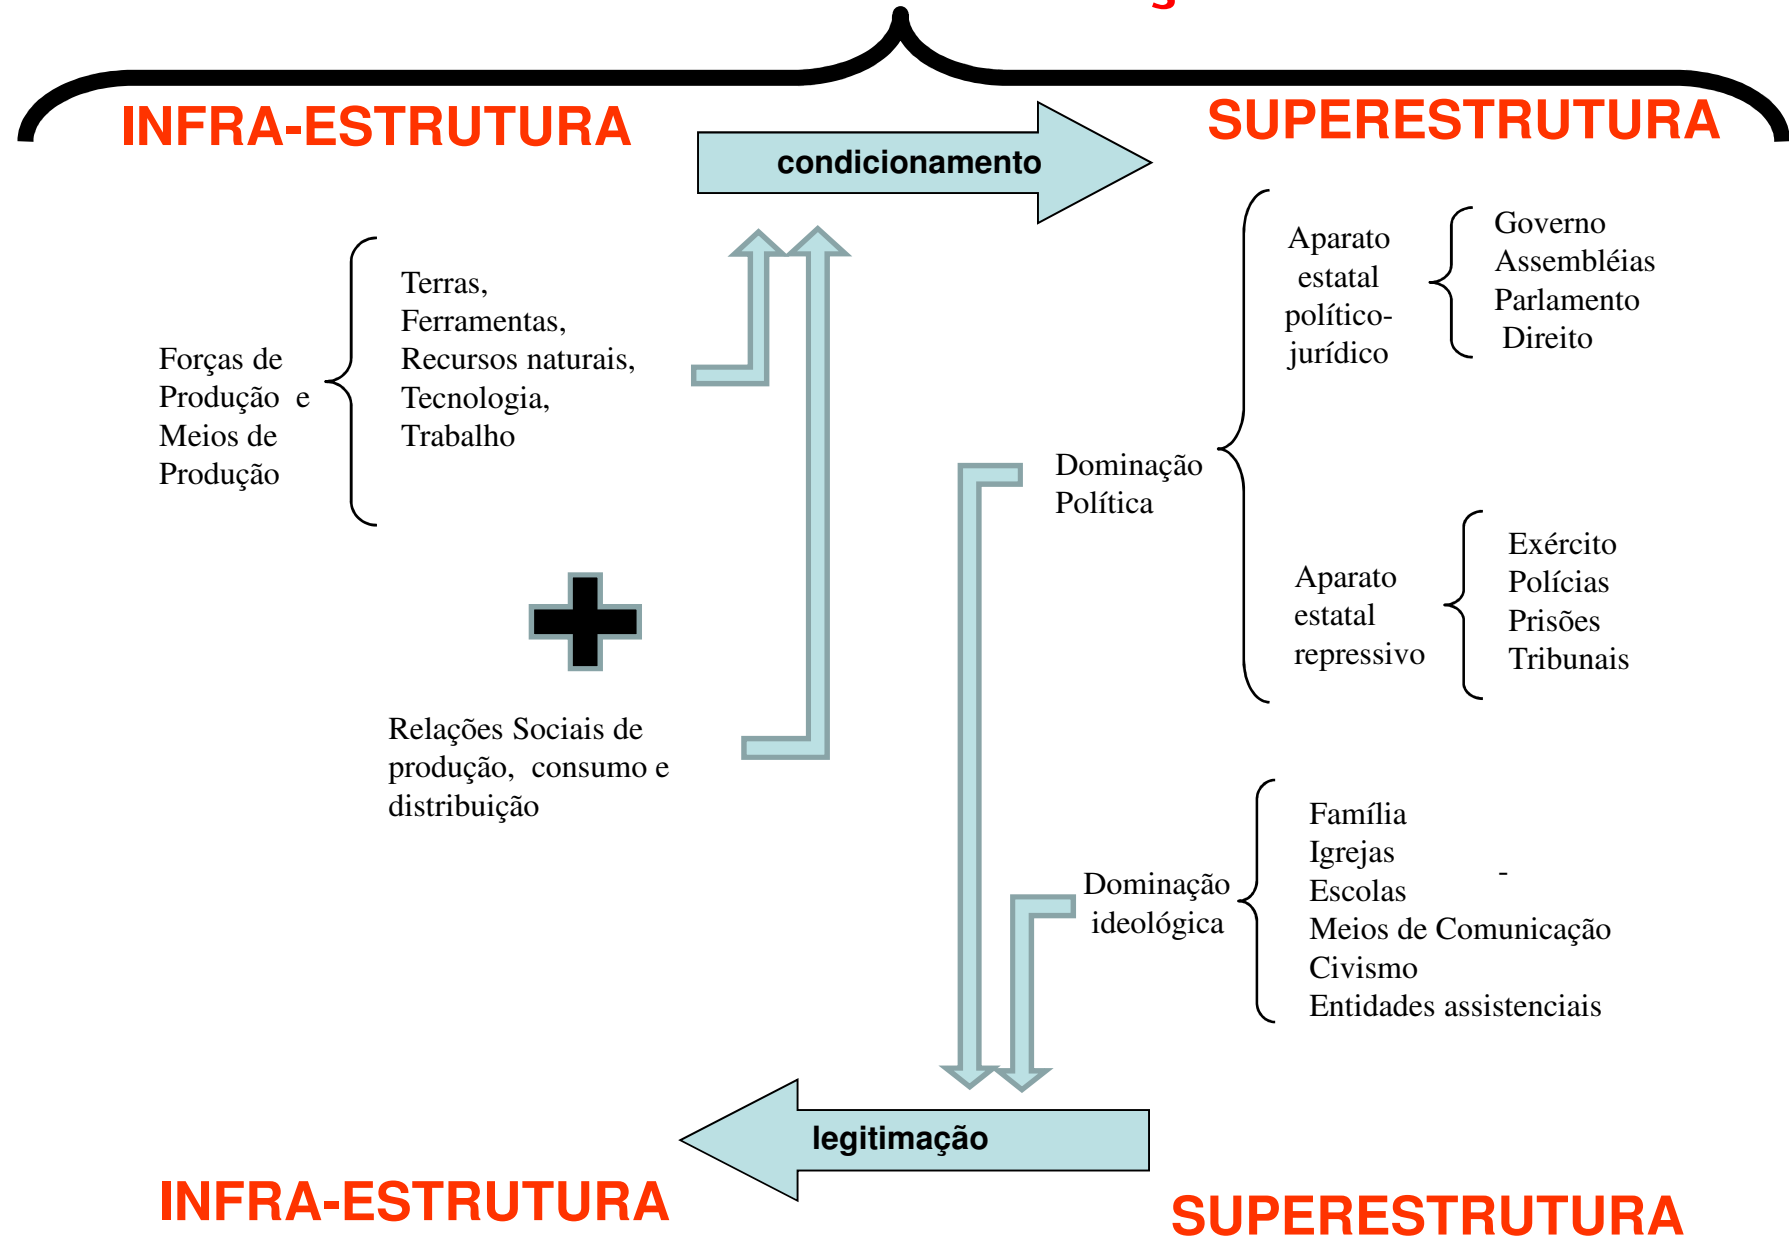 INFRA-ESTRUTURA
SUPERESTRUTURA
condicionamento
Forças de
Produção e
Meios de
Produção
Terras,
Ferramentas,
Recursos naturais,
Tecnologia,
Trabalho
Relações Sociais de
produção, consumo e
distribuição
Dominação
Política
Aparato
estatal
político-
jurídico
Governo
Assembléias
Parlamento
Direito
Aparato
estatal
repressivo
Exército
Polícias
Prisões
Tribunais
Dominação
ideológica
Família
Igrejas
-
Escolas
Meios de Comunicação
Civismo
Entidades assistenciais
legitimação
INFRA-ESTRUTURA
SUPERESTRUTURA